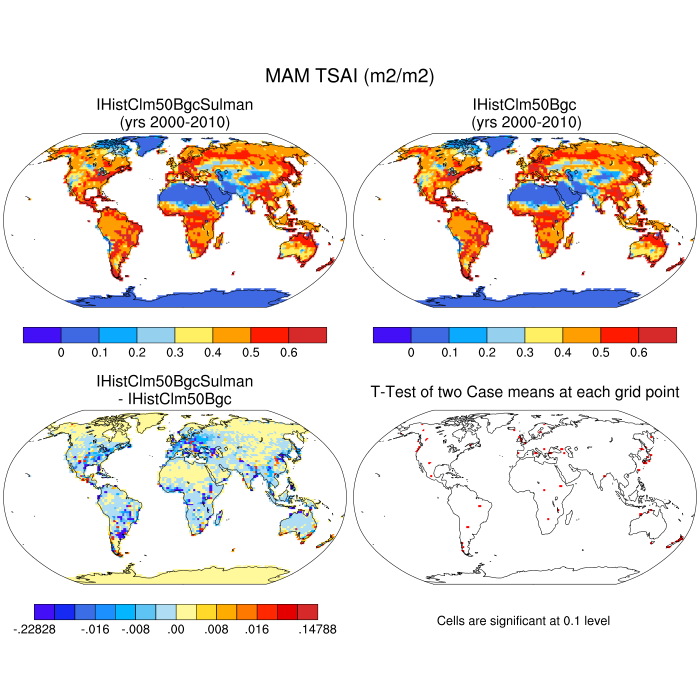 MAM TSAI (m2/m2)
IHistClm50BgcSulman
(yrs 2000-2010)
IHistClm50Bgc
(yrs 2000-2010)
0 0.1 0.2 0.3 0.4 0.5 0.6
0 0.1 0.2 0.3 0.4 0.5 0.6
IHistClm50BgcSulman
- IHistClm50Bgc
T-Test of two Case means at each grid point
-.22828 -.016 -.008 .00 .008 .016 .14788
Cells are significant at 0.1 level